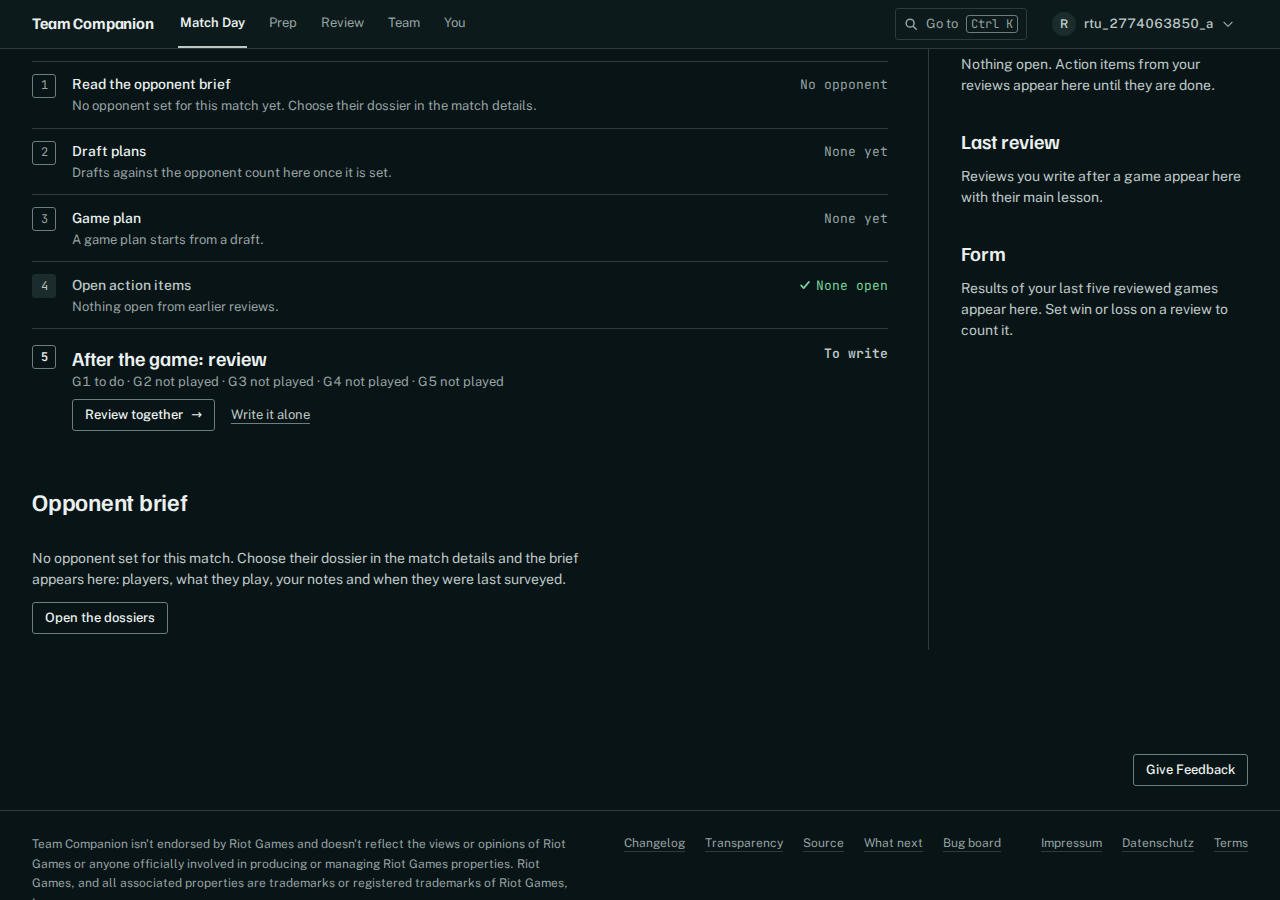 Team Companion
Match Day
Prep
Review
Team
You
Go to
Ctrl K
R
rtu_2774063850_a
1
Read the opponent brief
No opponent
No opponent set for this match yet. Choose their dossier in the match details.
2
Draft plans
None yet
Drafts against the opponent count here once it is set.
3
Game plan
None yet
A game plan starts from a draft.
4
Open action items
None open
Nothing open from earlier reviews.
5
After the game: review
To write
G1 to do · G2 not played · G3 not played · G4 not played · G5 not played
Review together →
Write it alone
Opponent brief
No opponent set for this match. Choose their dossier in the match details and the brief
appears here: players, what they play, your notes and when they were last surveyed.
Open the dossiers
Nothing open. Action items from your
reviews appear here until they are done.
Last review
Reviews you write after a game appear here
with their main lesson.
Form
Results of your last five reviewed games
appear here. Set win or loss on a review to
count it.
Give Feedback
Team Companion isn't endorsed by Riot Games and doesn't reflect the views or opinions of Riot
Games or anyone officially involved in producing or managing Riot Games properties. Riot
Games, and all associated properties are trademarks or registered trademarks of Riot Games,
Changelog
Transparency
Source
What next
Bug board
Impressum
Datenschutz
Terms